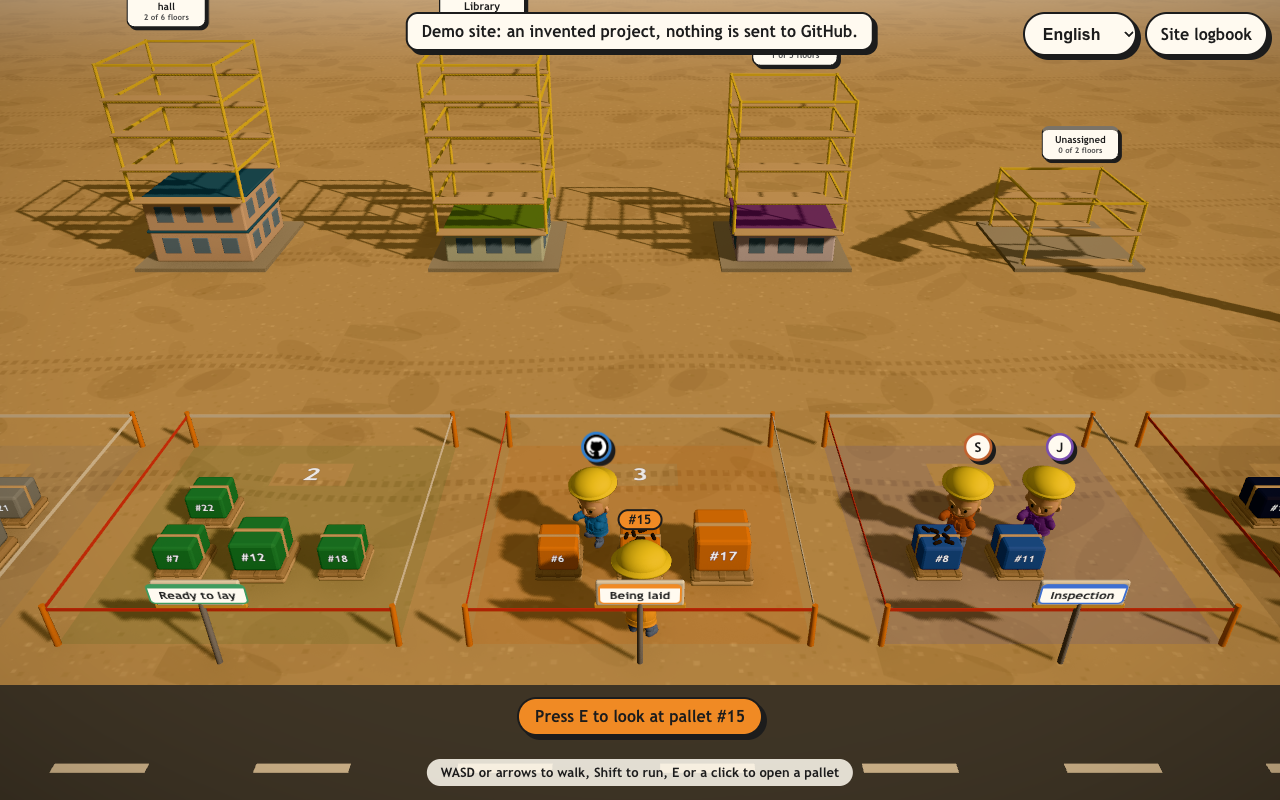 hall
2 of 6 floors
Library
Demo site: an invented project, nothing is sent to GitHub.
English
Site logbook
Unassigned
0 of 2 floors
2
3
S
J
#22
#15
#7
#12
#18
#6
#17
#8
#11
Ready to lay
Being laid
Inspection
Press E to look at pallet #15
WASD or arrows to walk, Shift to run, E or a click to open a pallet